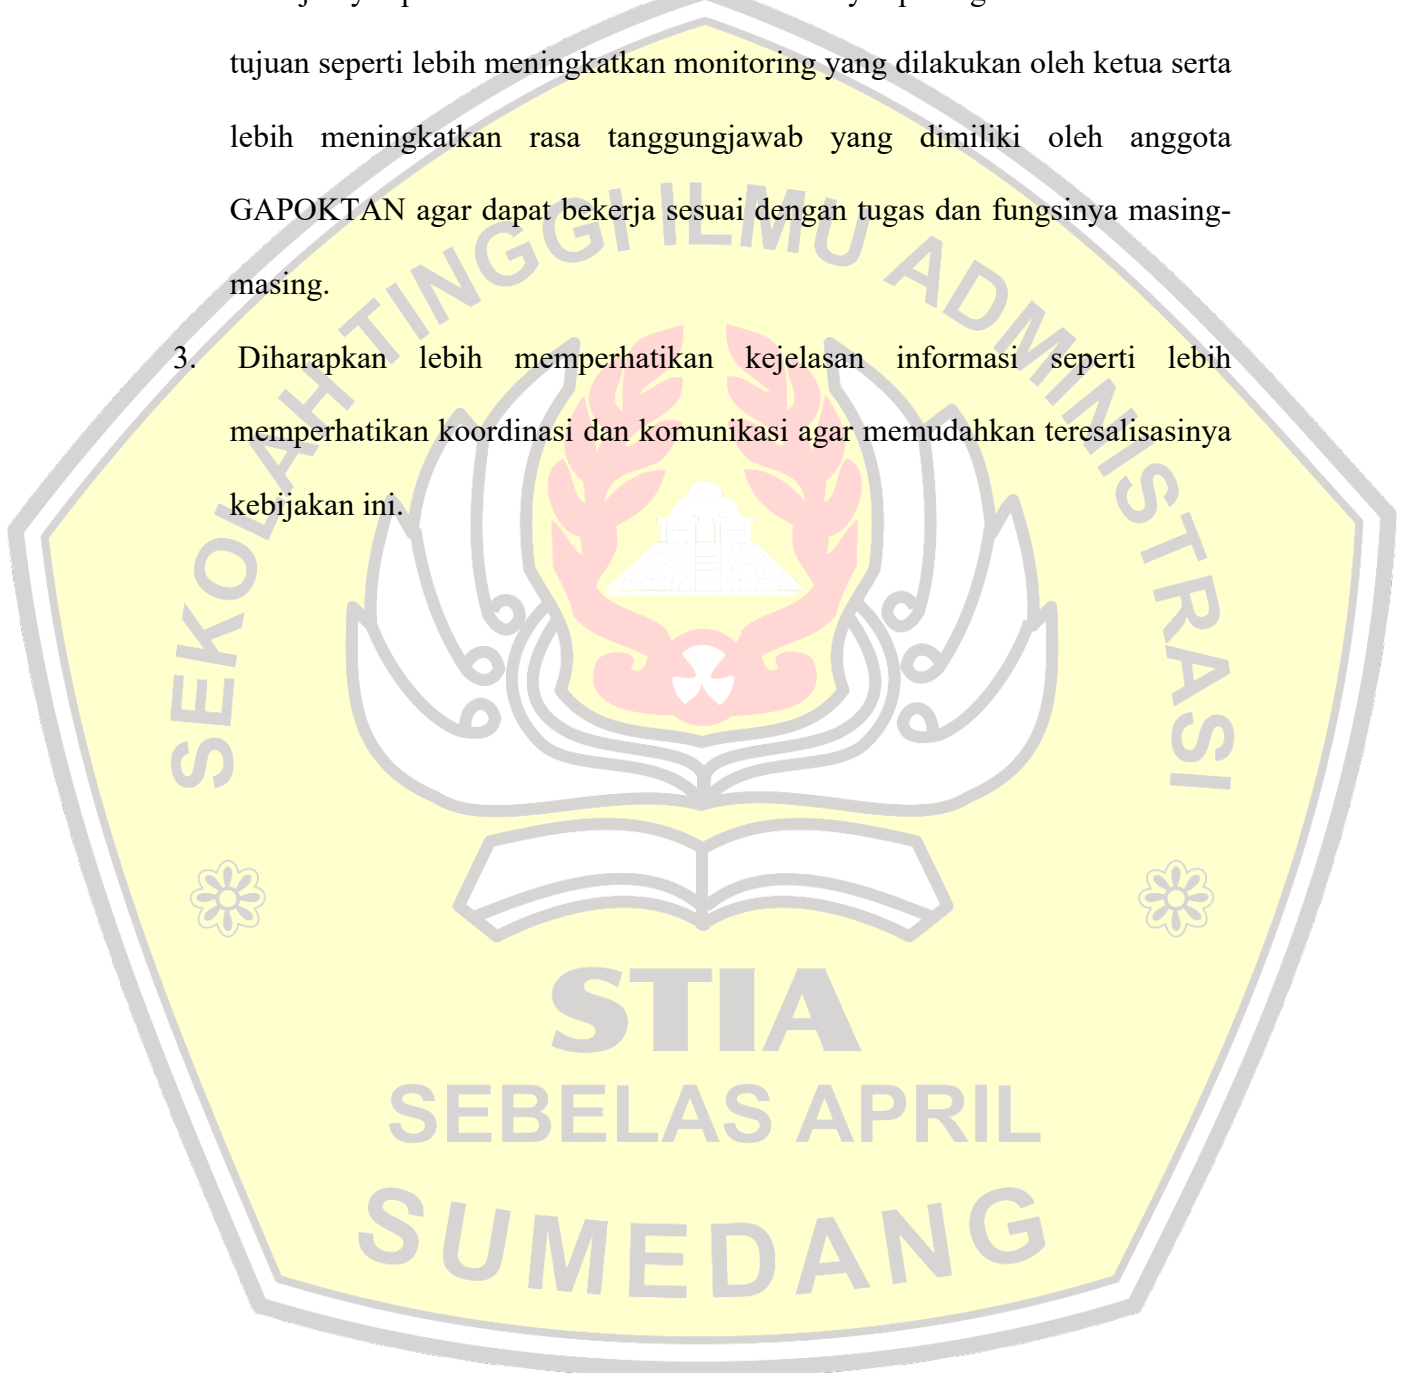 tujuan seperti lebih meningkatkan monitoring yang dilakukan oleh ketua serta
lebih meningkatkan rasa tanggungjawab yang dimiliki oleh anggota
GAPOKTAN agar dapat bekerja sesuai dengan tugas dan fungsinya masing-
masing.
3. Diharapkan lebih memperhatikan kejelasan informasi seperti lebih
memperhatikan koordinasi dan komunikasi agar memudahkan teresalisasinya
kebijakan ini.
SEKOLAH TINGGI ILMU ADMINISTRASI
STIA
SEBELAS APRIL
SUMEDANG